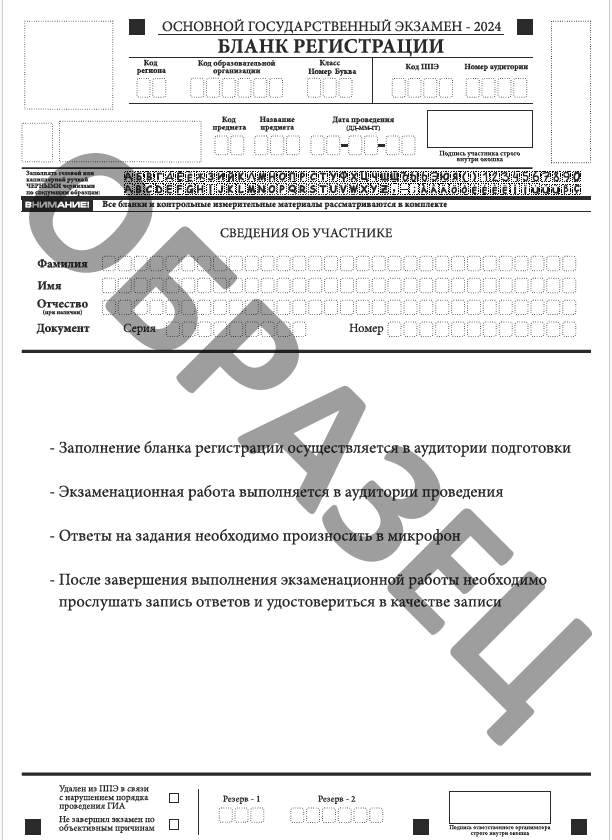 ОСНОВНОЙ ГОСУДАРСТВЕННЫЙ ЭКЗАМЕН - 2024
БЛАНК РЕГИСТРАЦИИ
Код региона
Код образовательной организации
Класс
Номер Буква
Код ППЭ
Номер аудитории
Код предмета
Название предмета
Дата проведения
(ДД-ММ-ГГ)
Подпись участника строго
внутри окошка
Заполнять гелевой или
капиллярной ручкой
ЧЕРНЫМИ чернилами
по следующим образцам:
ВНИМАНИЕ!
Все бланки и контрольные измерительные материалы рассматриваются в комплекте
СВЕДЕНИЯ ОБ УЧАСТНИКЕ
Фамилия
Имя
Отчество
(при наличии)
Документ Серия Номер
- Заполнение бланка регистрации осуществляется в аудитории подготовки
- Экзаменационная работа выполняется в аудитории проведения
- Ответы на задания необходимо произносить в микрофон
- После завершения выполнения экзаменационной работы необходимо
прослушать запись ответов и удостовериться в качестве записи
ОБРАЗЕЦ
Удален из ППЭ в связи
с нарушением порядка
проведения ГИА
Не завершил экзамен по
объективным причинам
Резерв - 1
Резерв - 2
Подпись ответственного организатора
строго внутри окошка